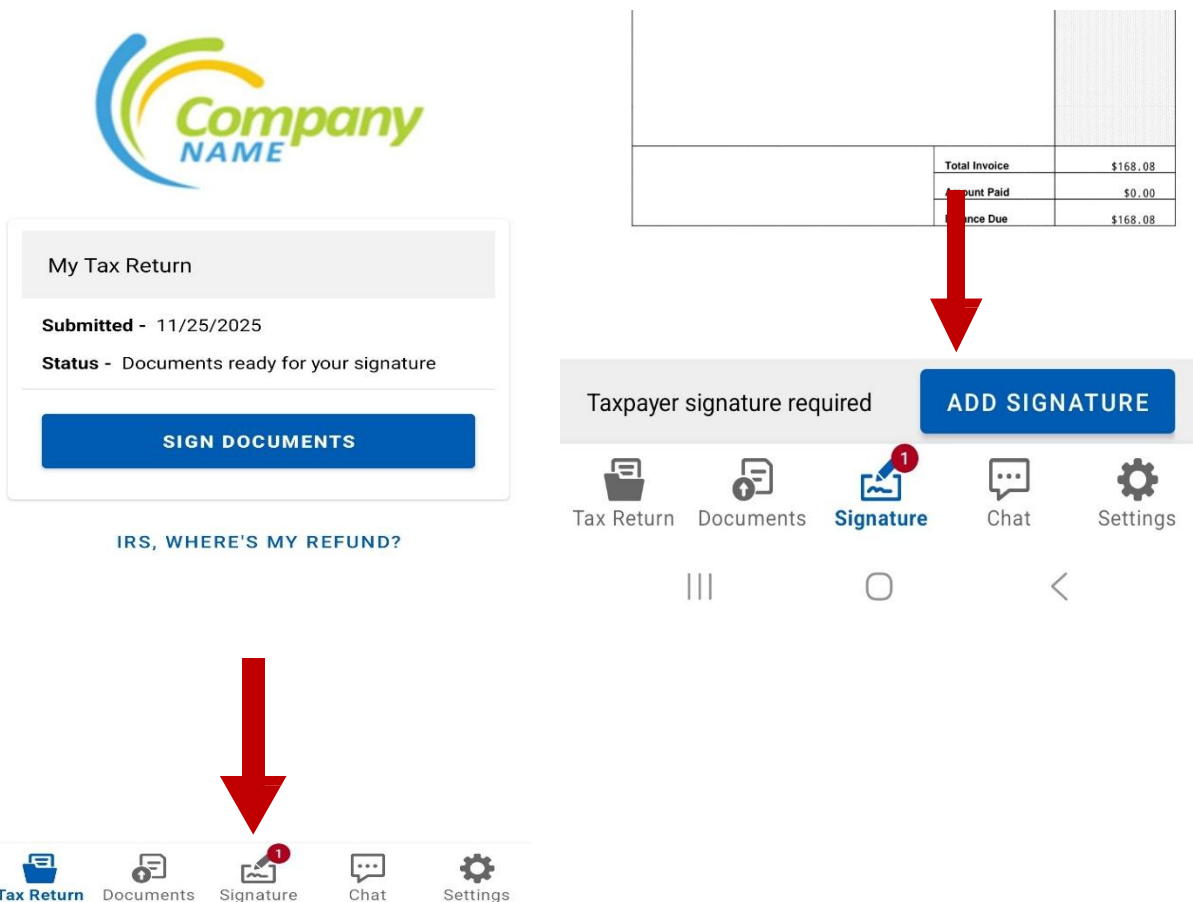 Company
NAME
My Tax Return
Submitted - 11/25/2025
Status - Documents ready for your signature
SIGN DOCUMENTS
IRS, WHERE'S MY REFUND?
1
Tax Return Documents Signature Chat Settings
Total Invoice $168.08
Paid $0.00
Due $168.08
Taxpayer signature required ADD SIGNATURE
1
Tax Return Documents Signature Chat Settings